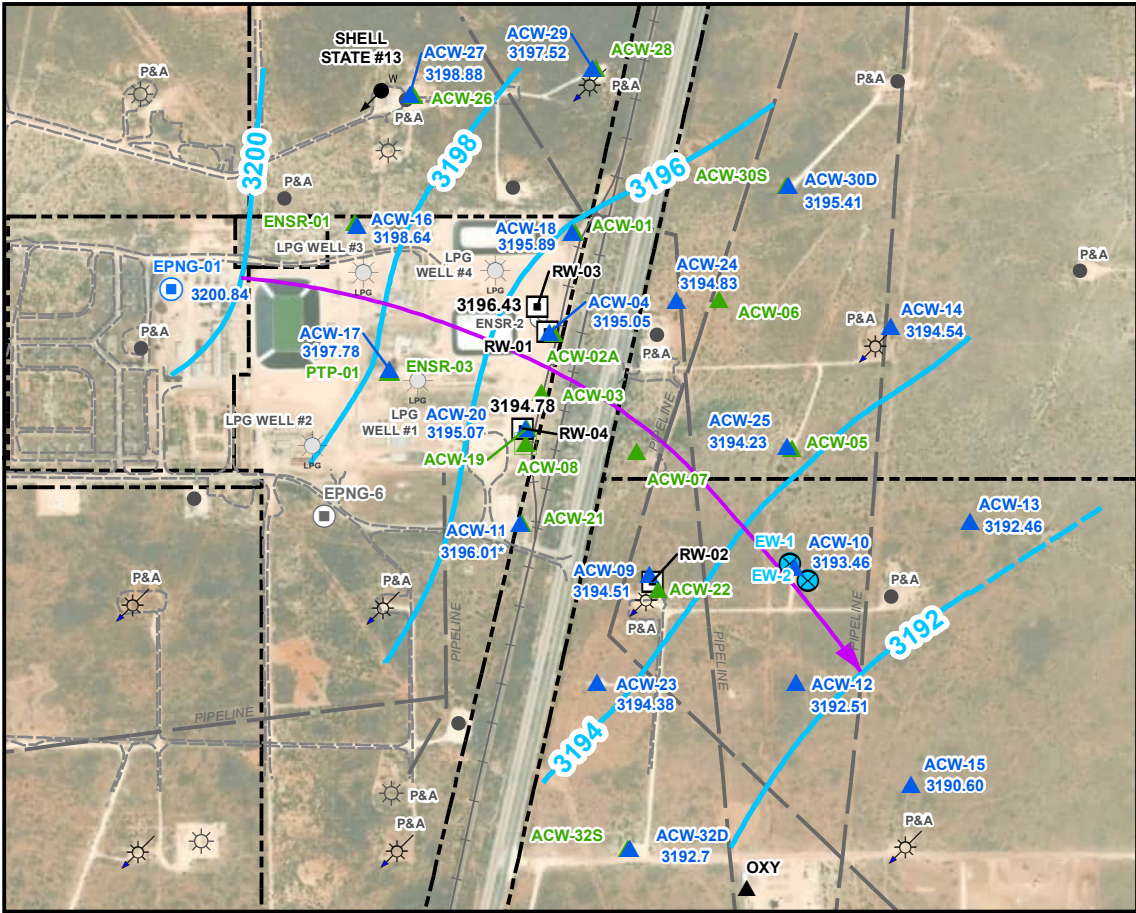 SHELL
STATE #13
W
P&A
ACW-27
3198.88
ACW-26
ACW-29
3197.52
ACW-28
P&A
P&A
P&A
3200
3198
3196
P&A
ACW-30S
ACW-30D
3195.41
ENSR-01
ACW-16
3198.64
LPG WELL #3
LPG
LPG
WELL #4
LPG
ACW-18
3195.89
ACW-01
EPNG-01
3200.84
RW-03
3196.43
ENSR-2
RW-01
ACW-04
3195.05
ACW-02A
ACW-24
3194.83
ACW-06
P&A
P&A
ACW-14
3194.54
P&A
ACW-17
3197.78
PTP-01
ENSR-03
LPG
LPG
WELL #1
ACW-03
3194.78
ACW-20
3195.07
RW-04
ACW-19
ACW-08
LPG WELL #2
LPG
PIPELINE
ACW-25
3194.23
ACW-05
ACW-07
EPNG-6
ACW-11
3196.01*
ACW-21
ACW-13
3192.46
EW-1
EW-2
ACW-10
3193.46
RW-02
ACW-09
3194.51
ACW-22
P&A
P&A
P&A
P&A
PIPELINE
PIPELINE
PIPELINE
3192
ACW-23
3194.38
ACW-12
3192.51
PIPELINE
3194
ACW-15
3190.60
P&A
P&A
P&A
ACW-32S
ACW-32D
3192.7
OXY